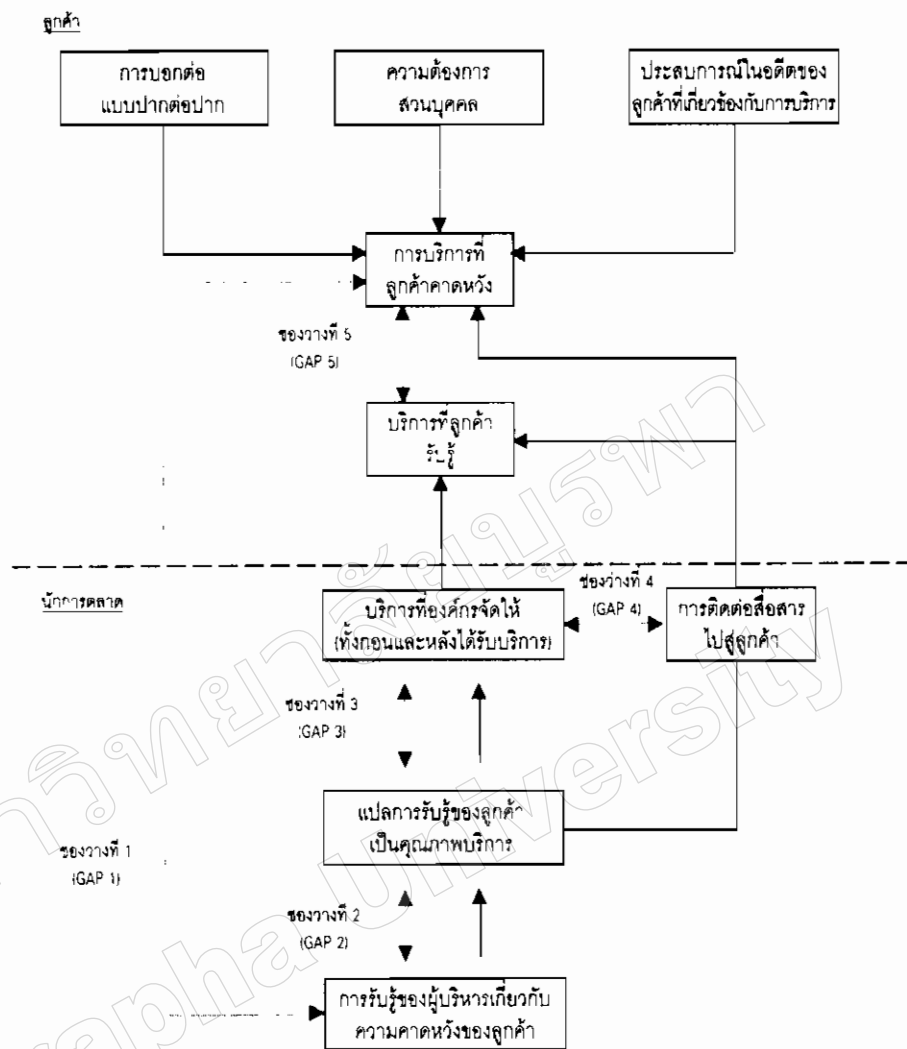 ลูกค้า
การบอกต่อ
แบบปากต่อปาก
ความต้องการ
ส่วนบุคคล
ประสบการณ์ในอดีตของ
ลูกค้าที่เกี่ยวข้องกับการบริการ
การบริการที่
ลูกค้าคาดหวัง
ช่องว่างที่ 5
(GAP 5)
บริการที่ลูกค้า
รับรู้
นักการตลาด
บริการที่องค์กรจัดให้
(ทั้งก่อนและหลังได้รับบริการ)
ช่องว่างที่ 4
(GAP 4)
การติดต่อสื่อสาร
ไปสู่ลูกค้า
ช่องว่างที่ 3
(GAP 3)
แปลการรับรู้ของลูกค้า
เป็นคุณภาพบริการ
ช่องว่างที่ 1
(GAP 1)
ช่องว่างที่ 2
(GAP 2)
การรับรู้ของผู้บริหารเกี่ยวกับ
ความคาดหวังของลูกค้า
มหาวิทยาลัยบูรพา
Burapha University